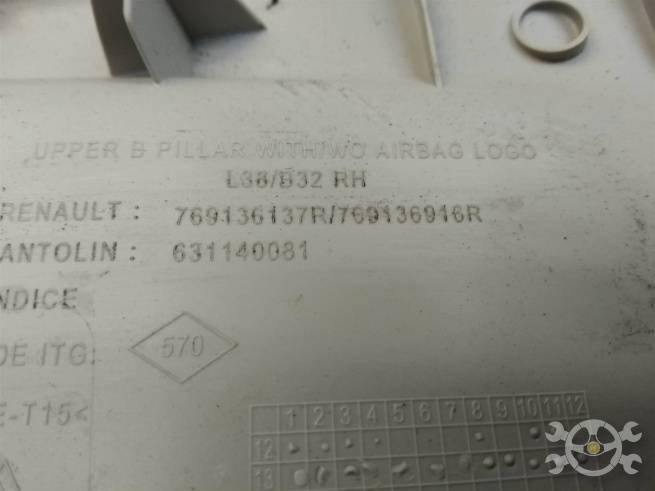 UPPER B PILLAR WITH/WO AIRBAG LOGO
L38/B32 RH
RENAULT : 769136137R/769136916R
ANTOLIN : 631140081
NDICE
DE ITG: 570
E-T15<
1 2 3 4 5 6 7 8 9 10 11 12
12
13